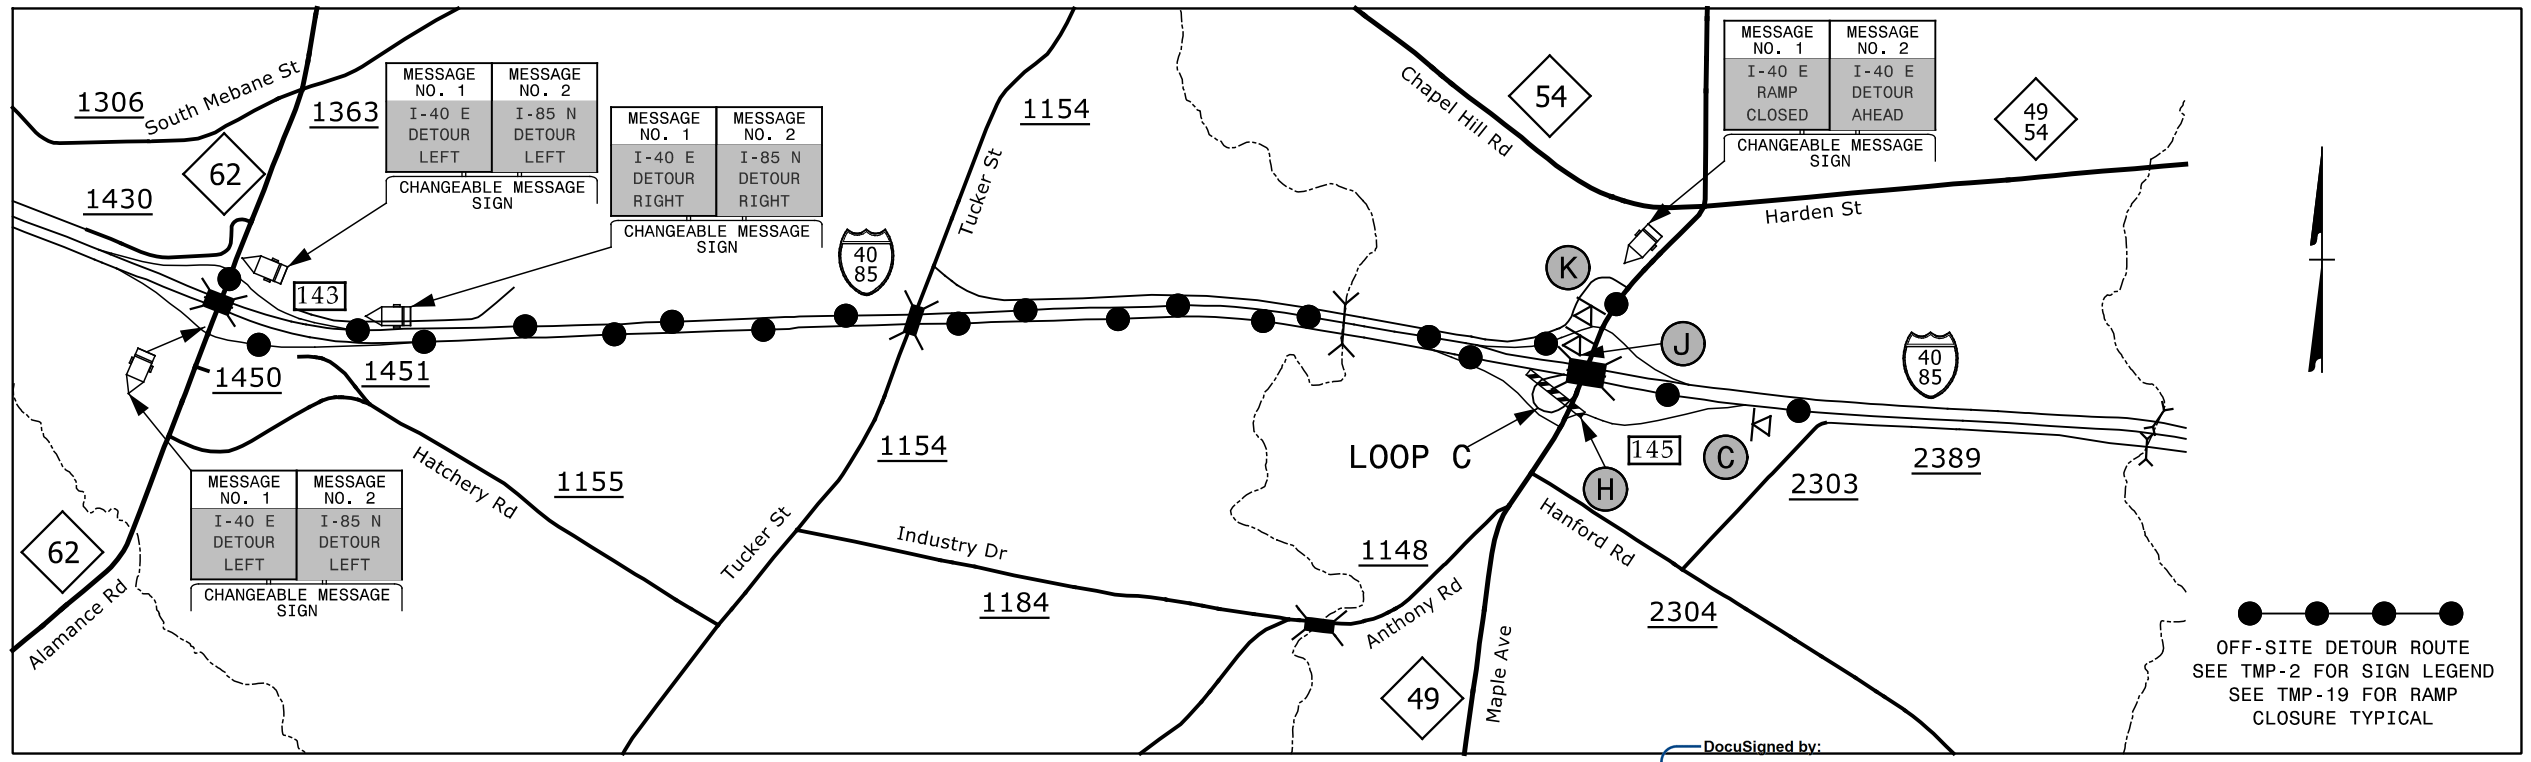 1306
South Mebane St
1363
62
1430
MESSAGE NO. 1
I-40 E
DETOUR
LEFT
MESSAGE NO. 2
I-85 N
DETOUR
LEFT
CHANGEABLE MESSAGE
SIGN
MESSAGE NO. 1
I-40 E
DETOUR
RIGHT
MESSAGE NO. 2
I-85 N
DETOUR
RIGHT
CHANGEABLE MESSAGE
SIGN
143
40
85
Tucker St
1154
Chapel Hill Rd
54
MESSAGE NO. 1
I-40 E
RAMP
CLOSED
MESSAGE NO. 2
I-40 E
DETOUR
AHEAD
CHANGEABLE MESSAGE
SIGN
49
54
Harden St
K
J
40
85
1450
1451
Hatchery Rd
1155
1154
LOOP C
H
145
C
2303
2389
62
Alamance Rd
MESSAGE NO. 1
I-40 E
DETOUR
LEFT
MESSAGE NO. 2
I-85 N
DETOUR
LEFT
CHANGEABLE MESSAGE
SIGN
Tucker St
Industry Dr
1184
1148
Anthony Rd
Hanford Rd
2304
49
Maple Ave
OFF-SITE DETOUR ROUTE
SEE TMP-2 FOR SIGN LEGEND
SEE TMP-19 FOR RAMP
CLOSURE TYPICAL
DocuSigned by: